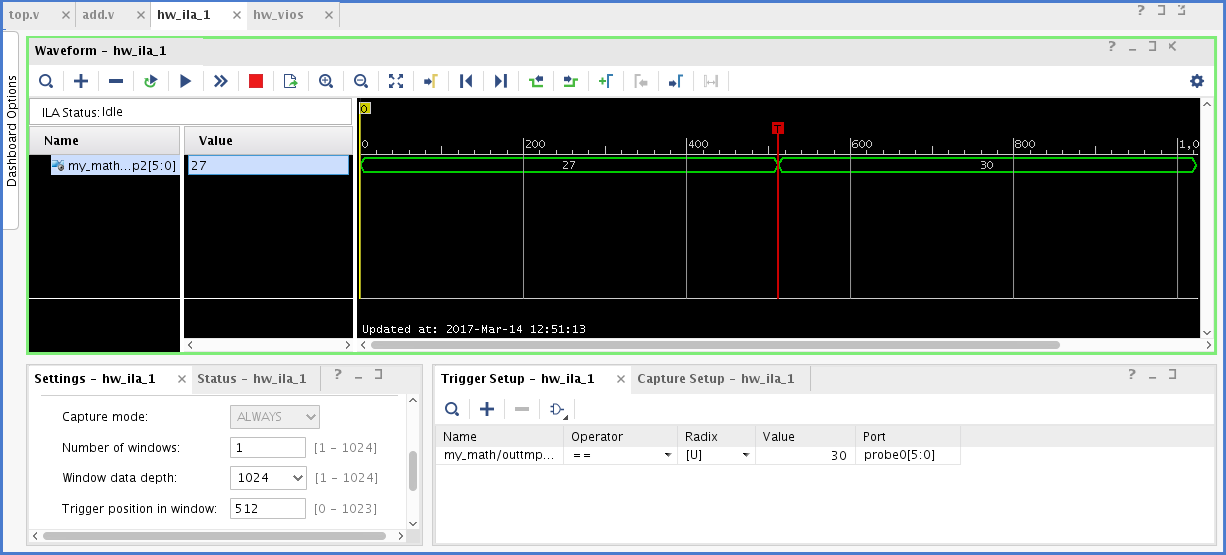 top.v add.v hw_ila_1 hw_vios
Dashboard Options
Waveform - hw_ila_1
ILA Status: Idle
Name Value
my_math...p2[5:0] 27
0
0 200 400 600 800 1,0
27 30
T
Updated at: 2017-Mar-14 12:51:13
Settings - hw_ila_1 Status - hw_ila_1
Capture mode: ALWAYS
Number of windows: 1 [1 - 1024]
Window data depth: 1024 [1 - 1024]
Trigger position in window: 512 [0 - 1023]
Trigger Setup - hw_ila_1 Capture Setup - hw_ila_1
Name Operator Radix Value Port
my_math/outtmp... == [U] 30 probe0[5:0]